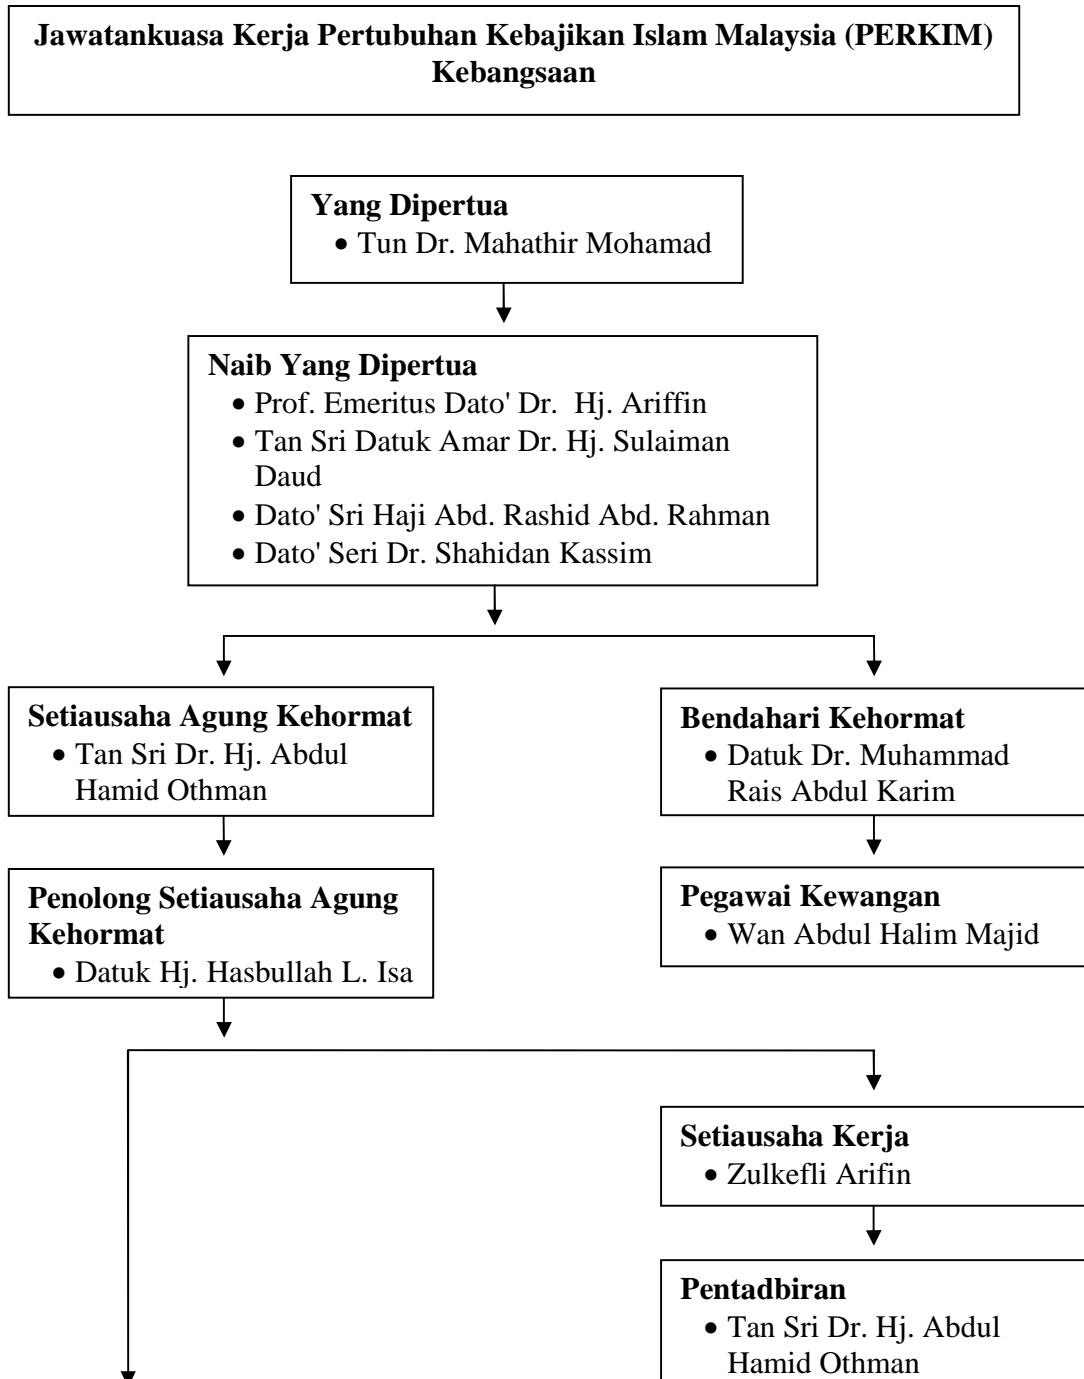 Jawatankuasa Kerja Pertubuhan Kebajikan Islam Malaysia (PERKIM)
Kebangsaan
Yang Dipertua
• Tun Dr. Mahathir Mohamad
Naib Yang Dipertua
• Prof. Emeritus Dato' Dr.  Hj. Ariffin
• Tan Sri Datuk Amar Dr. Hj. Sulaiman
Daud
• Dato' Sri Haji Abd. Rashid Abd. Rahman
• Dato' Seri Dr. Shahidan Kassim
Setiausaha Agung Kehormat
• Tan Sri Dr. Hj. Abdul
Hamid Othman
Bendahari Kehormat
• Datuk Dr. Muhammad
Rais Abdul Karim
Penolong Setiausaha Agung
Kehormat
• Datuk Hj. Hasbullah L. Isa
Pegawai Kewangan
• Wan Abdul Halim Majid
Setiausaha Kerja
• Zulkefli Arifin
Pentadbiran
• Tan Sri Dr. Hj. Abdul
Hamid Othman